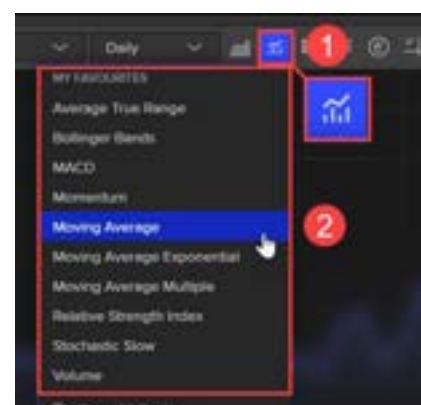 Daily
1
MY FAVOURITES
Average True Range
Bollinger Bands
MACD
Momentum
Moving Average
2
Moving Average Exponential
Moving Average Multiple
Relative Strength Index
Stochastic Slow
Volume